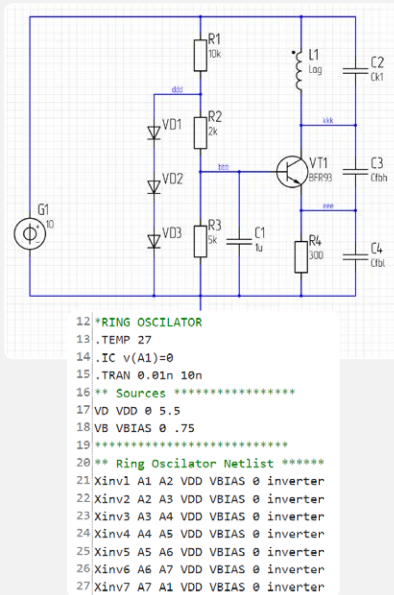 R1
10k
L1
Lag
C2
Ck1
ddd
VD1
R2
2k
kkk
bbb
VT1
BFR93
C3
Cfbh
VD2
eee
G1
10
VD3
R3
5k
C1
1u
R4
300
C4
Cfbl
12 *RING OSCILATOR
13 .TEMP 27
14 .IC v(A1)=0
15 .TRAN 0.01n 10n
16 ** Sources *****************
17 VD VDD 0 5.5
18 VB VBIAS 0 .75
19 ***************************
20 ** Ring Oscilator Netlist ******
21 Xinv1 A1 A2 VDD VBIAS 0 inverter
22 Xinv2 A2 A3 VDD VBIAS 0 inverter
23 Xinv3 A3 A4 VDD VBIAS 0 inverter
24 Xinv4 A4 A5 VDD VBIAS 0 inverter
25 Xinv5 A5 A6 VDD VBIAS 0 inverter
26 Xinv6 A6 A7 VDD VBIAS 0 inverter
27 Xinv7 A7 A1 VDD VBIAS 0 inverter